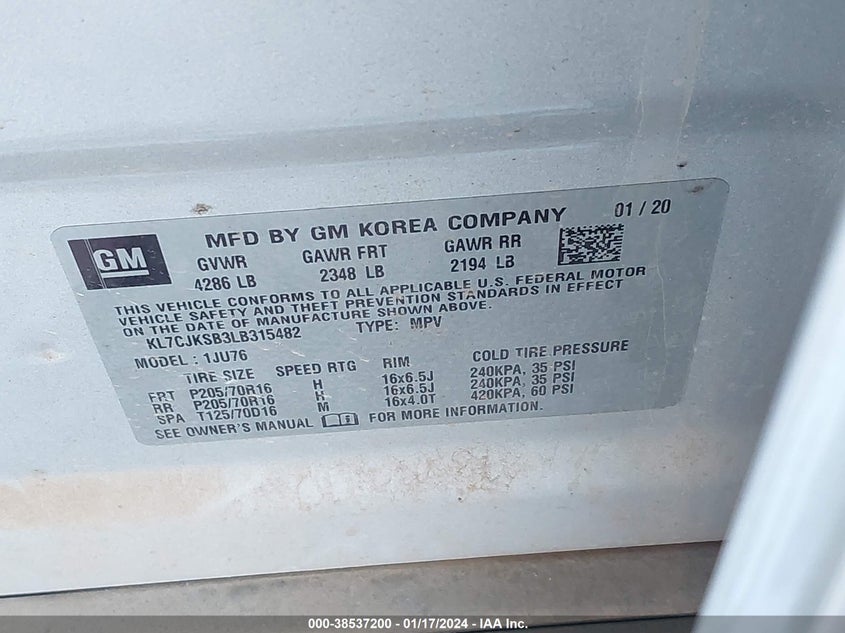 GM
MFD BY GM KOREA COMPANY 01 / 20
GVWR GAWR FRT GAWR RR
4286 LB 2348 LB 2194 LB
THIS VEHICLE CONFORMS TO ALL APPLICABLE U.S. FEDERAL MOTOR
VEHICLE SAFETY AND THEFT PREVENTION STANDARDS IN EFFECT
ON THE DATE OF MANUFACTURE SHOWN ABOVE.
KL7CJKSB3LB315482 TYPE: MPV
MODEL: 1JU76
TIRE SIZE SPEED RTG RIM COLD TIRE PRESSURE
FRT P205/70R16 H 16x6.5J 240KPA, 35 PSI
RR P205/70R16 H 16x6.5J 240KPA, 35 PSI
SPA T125/70D16 M 16x4.0T 420KPA, 60 PSI
SEE OWNER'S MANUAL FOR MORE INFORMATION.
000-38537200 - 01/17/2024 - IAA Inc.